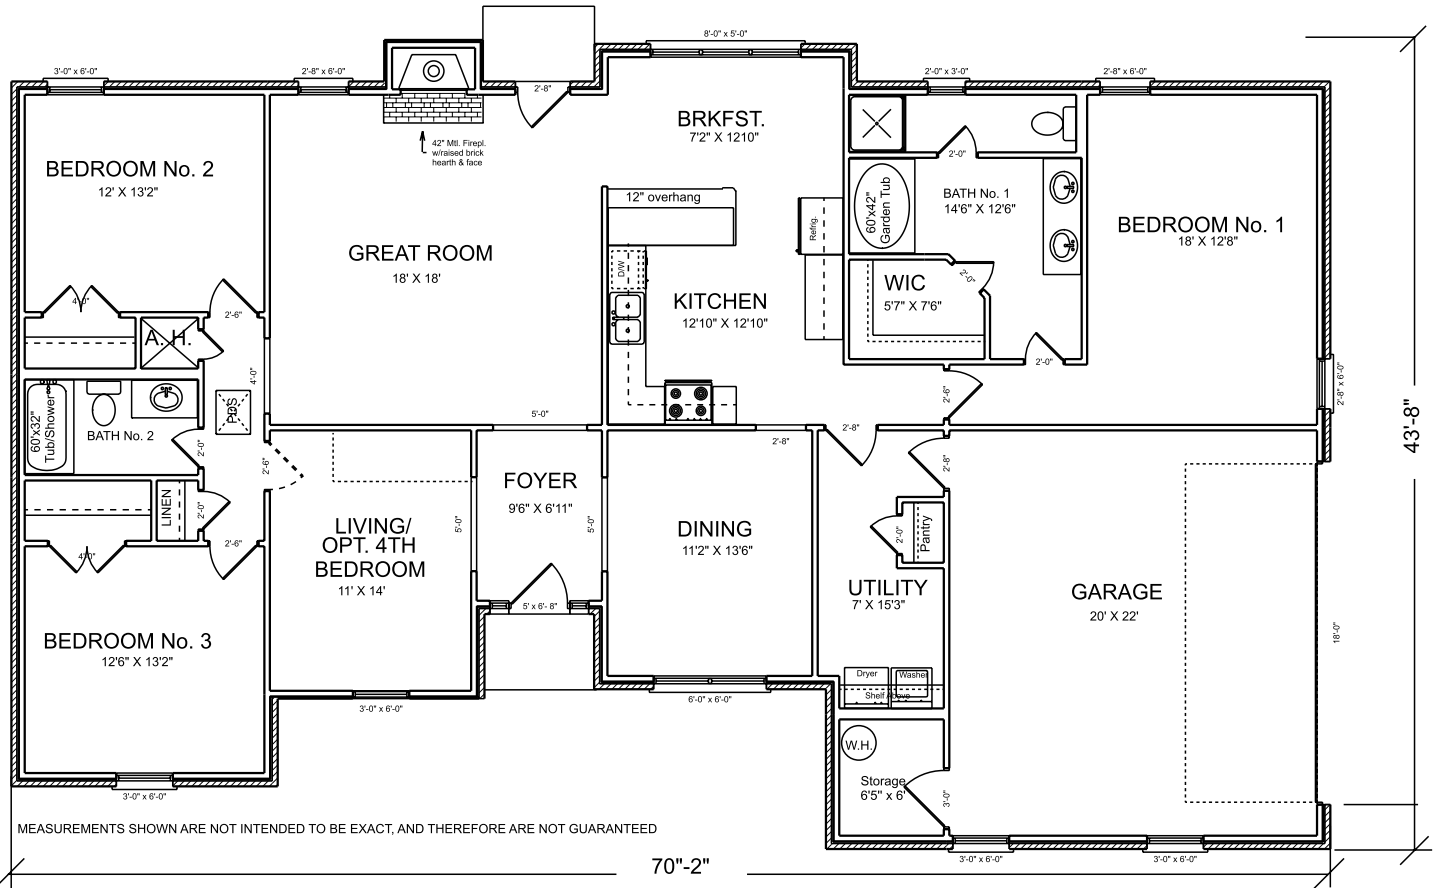 8'-0" x 5'-0"
3'-0" x 6'-0"
2'-8" x 6'-0"
2'-0" x 3'-0"
2'-8" x 6'-0"
2'-8"
BRKFST.
7'2" X 1210"
42" Mtl. Firepl.
w/raised brick
hearth & face
2'-0"
BEDROOM No. 2
12' X 13'2"
12" overhang
60'x42"
Garden Tub
BATH No. 1
14'6" X 12'6"
Refrig.
BEDROOM No. 1
18' X 12'8"
GREAT ROOM
18' X 18'
D/W
2'-0"
WIC
5'7" X 7'6"
KITCHEN
12'10" X 12'10"
4'-0"
2'-6"
A. H.
2'-0"
4'-0"
2'-8" x 6'-0"
2'-6"
PDS
5'-0"
60'x32"
Tub/Shower
BATH No. 2
2'-0"
2'-6"
2'-8"
2'-8"
2'-8"
43'-8"
FOYER
9'6" X 6'11"
LINEN
2'-0"
5'-0"
5'-0"
LIVING/
OPT. 4TH
BEDROOM
11' X 14'
DINING
11'2" X 13'6"
2'-0"
Pantry
2'-6"
4'-0"
UTILITY
7' X 15'3"
GARAGE
20' X 22'
5' x 6'- 8"
18'-0"
BEDROOM No. 3
12'6" X 13'2"
Dryer
Washer
Shelf Above
3'-0" x 6'-0"
6'-0" x 6'-0"
W.H.
Storage
6'5" x 6'
3'-0"
3'-0" x 6'-0"
MEASUREMENTS SHOWN ARE NOT INTENDED TO BE EXACT, AND THEREFORE ARE NOT GUARANTEED
3'-0" x 6'-0"
3'-0" x 6'-0"
70"-2"